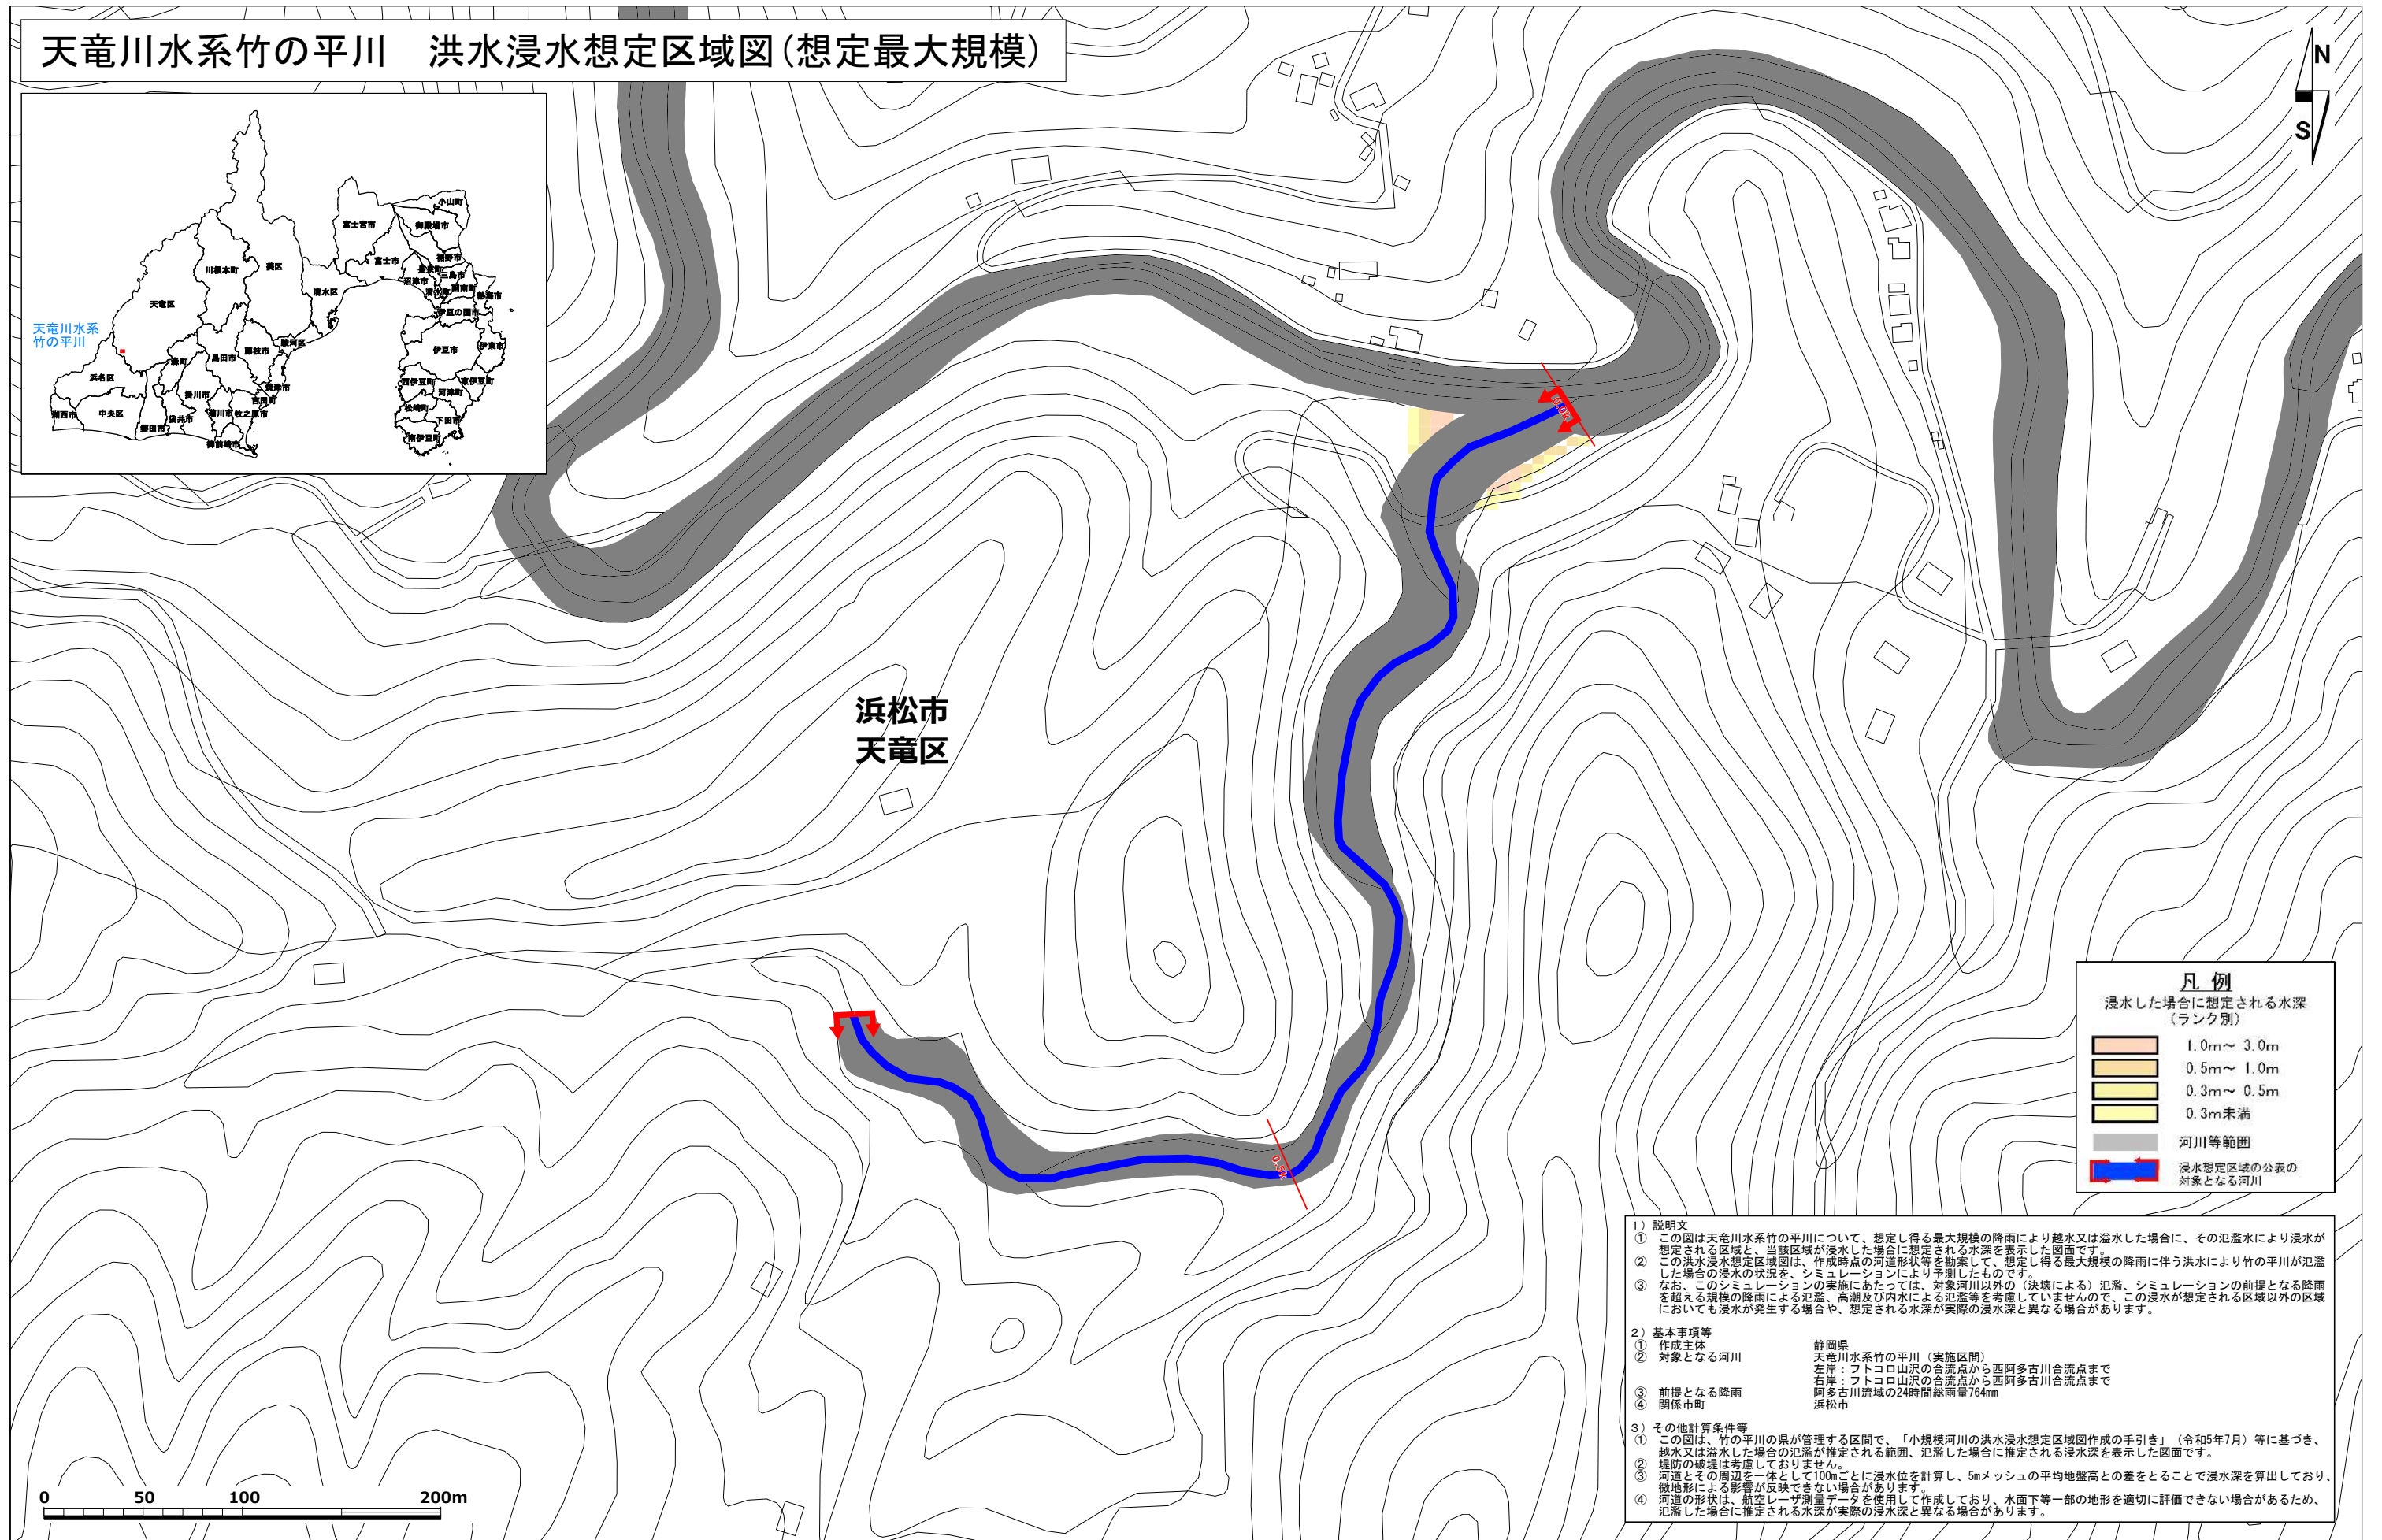 天竜川水系竹の平川　洪水浸水想定区域図(想定最大規模)
N
S
小山町
富士宮市
御殿場市
裾野市
富士市
長泉町
三島市
沼津市
清水町
函南町
熱海市
川根本町
葵区
清水区
伊豆の国市
天竜区
天竜川水系
竹の平川
駿河区
藤枝市
伊豆市
伊東市
島田市
森町
浜名区
焼津市
西伊豆町
東伊豆町
掛川市
河津町
吉田町
湖西市
中央区
菊川市
牧之原市
松崎町
袋井市
下田市
磐田市
御前崎市
南伊豆町
0.0k
浜松市
天竜区
0.5k
凡 例
浸水した場合に想定される水深
（ランク別）
1.0m～ 3.0m
0.5m～ 1.0m
0.3m～ 0.5m
0.3m未満
河川等範囲
浸水想定区域の公表の
対象となる河川
1）説明文
① この図は天竜川水系竹の平川について、想定し得る最大規模の降雨により越水又は溢水した場合に、その氾濫水により浸水が
想定される区域と、当該区域が浸水した場合に想定される水深を表示した図面です。
② この洪水浸水想定区域図は、作成時点の河道形状等を勘案して、想定し得る最大規模の降雨に伴う洪水により竹の平川が氾濫
した場合の浸水の状況を、シミュレーションにより予測したものです。
③ なお、このシミュレーションの実施にあたっては、対象河川以外の（決壊による）氾濫、シミュレーションの前提となる降雨
を超える規模の降雨による氾濫、高潮及び内水による氾濫等を考慮していませんので、この浸水が想定される区域以外の区域
においても浸水が発生する場合や、想定される水深が実際の浸水深と異なる場合があります。
2）基本事項等
① 作成主体 静岡県
② 対象となる河川 天竜川水系竹の平川（実施区間）
左岸：フトコロ山沢の合流点から西阿多古川合流点まで
右岸：フトコロ山沢の合流点から西阿多古川合流点まで
③ 前提となる降雨 阿多古川流域の24時間総雨量764mm
④ 関係市町 浜松市
3）その他計算条件等
① この図は、竹の平川の県が管理する区間で、「小規模河川の洪水浸水想定区域図作成の手引き」（令和5年7月）等に基づき、
越水又は溢水した場合の氾濫が推定される範囲、氾濫した場合に推定される浸水深を表示した図面です。
② 堤防の破堤は考慮しておりません。
③ 河道とその周辺を一体として100mごとに浸水位を計算し、5mメッシュの平均地盤高との差をとることで浸水深を算出しており、
微地形による影響が反映できない場合があります。
④ 河道の形状は、航空レーザ測量データを使用して作成しており、水面下等一部の地形を適切に評価できない場合があるため、
氾濫した場合に推定される水深が実際の浸水深と異なる場合があります。
0 50 100 200m